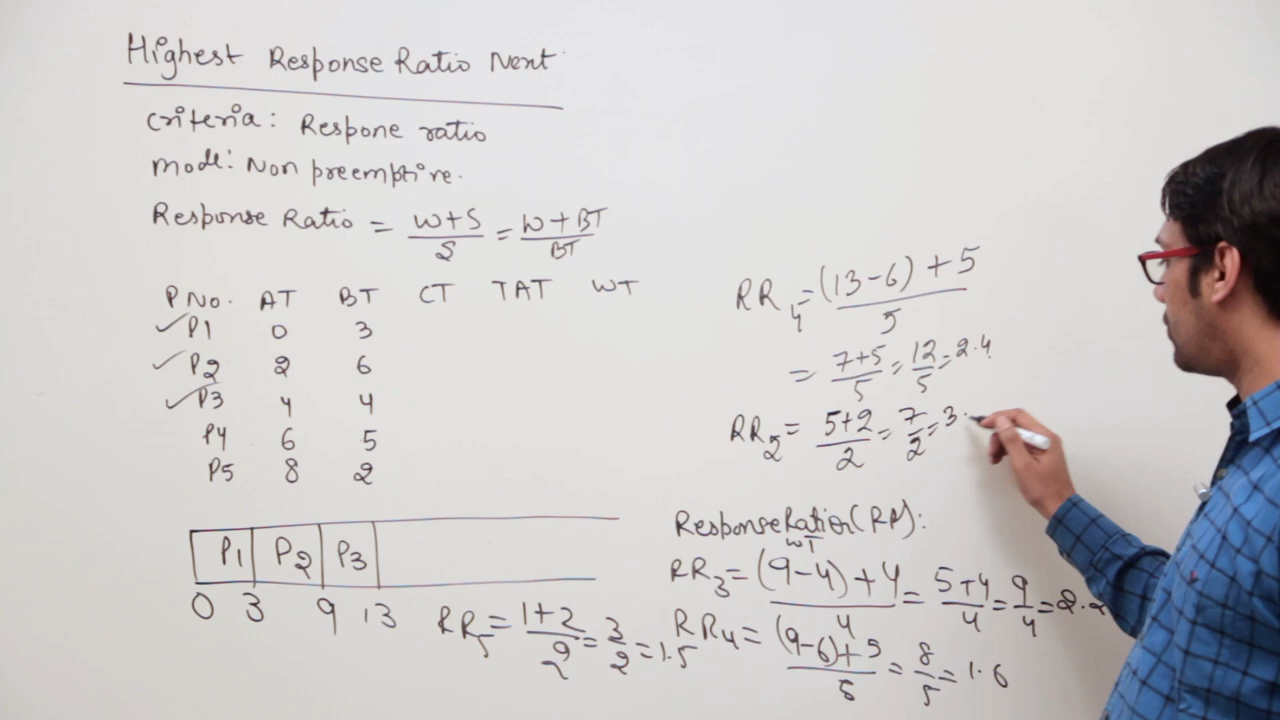 Highest Response Ratio Next
Criteria: Respone ratio
Mode: Non preemptive.
Response Ratio = (W+S)/S = (W+BT)/BT
P No. AT BT CT TAT WT
✓P1 0 3
✓P2 2 6
✓P3 4 4
P4 6 5
P5 8 2
P1 P2 P3
0 3 9 13
RR5 = (1+2)/2 = 3/2 = 1.5
RR4 = ((13-6)+5)/5
= (7+5)/5 = 12/5 = 2.4
RR2 = (5+2)/2 = 7/2 = 3.
Response Ratio (RR):
WT
RR3 = ((9-4)+4)/4 = (5+4)/4 = 9/4 = 2.2
RR4 = ((9-6)+5)/5 = 8/5 = 1.6